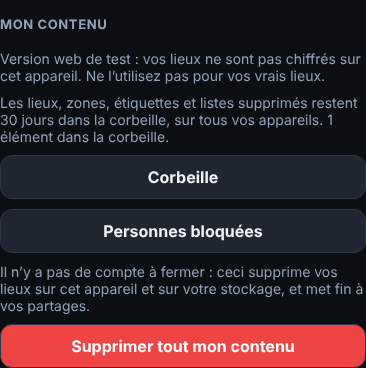 MON CONTENU
Version web de test : vos lieux ne sont pas chiffrés sur
cet appareil. Ne l’utilisez pas pour vos vrais lieux.
Les lieux, zones, étiquettes et listes supprimés restent
30 jours dans la corbeille, sur tous vos appareils. 1
élément dans la corbeille.
Corbeille
Personnes bloquées
Il n’y a pas de compte à fermer : ceci supprime vos
lieux sur cet appareil et sur votre stockage, et met fin à
vos partages.
Supprimer tout mon contenu